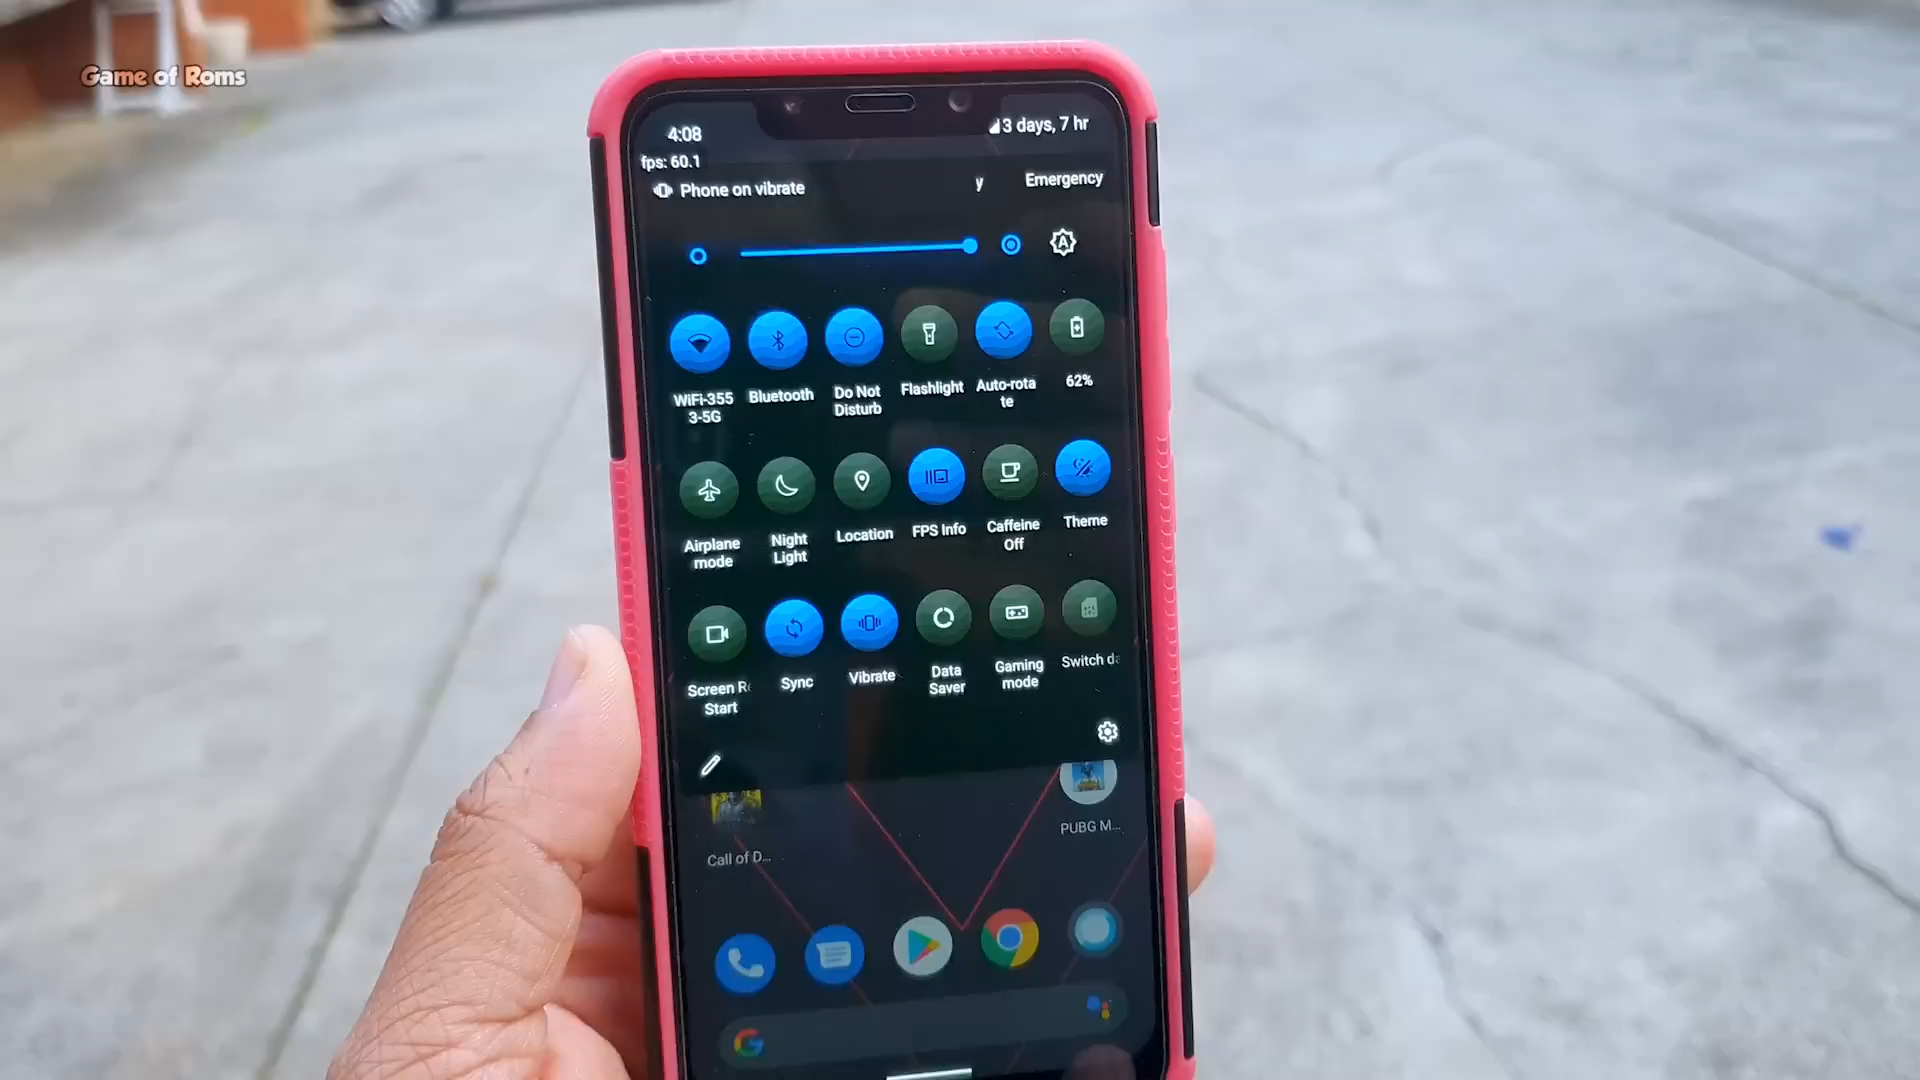 Game of Roms
4:08
3 days, 7 hr
fps: 60.1
Phone on vibrate
y
Emergency
A
WiFi-355
3-5G
Bluetooth
Do Not
Disturb
Flashlight
Auto-rota
te
62%
Airplane
mode
Night
Light
Location
FPS Info
Caffeine
Off
Theme
Screen R
Start
Sync
Vibrate
Data
Saver
Gaming
mode
Switch da
Call of D...
PUBG M...
G